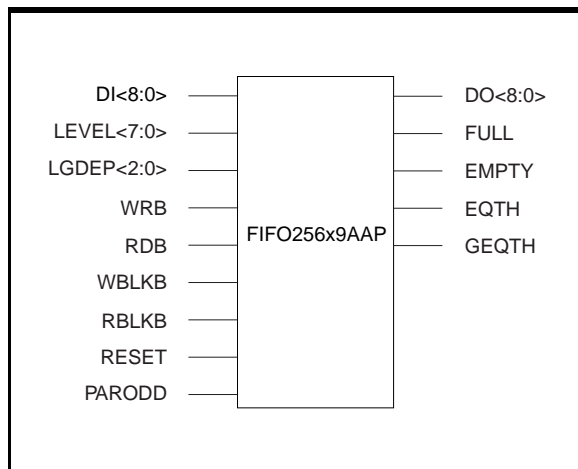 DI<8:0>
LEVEL<7:0>
LGDEP<2:0>
WRB
RDB
WBLKB
RBLKB
RESET
PARODD
FIFO256x9AAP
DO<8:0>
FULL
EMPTY
EQTH
GEQTH